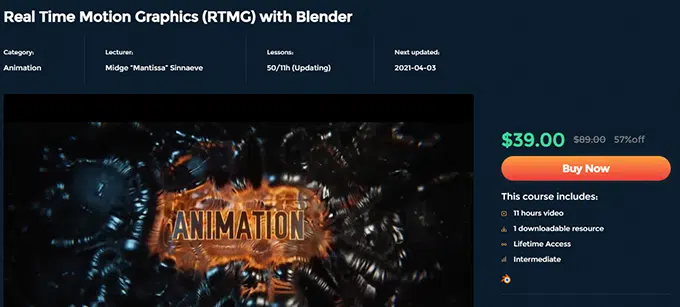 Real Time Motion Graphics (RTMG) with Blender
Category: Lecturer: Lessons: Next updated:
Animation Midge "Mantissa" Sinnaeve 50/11h (Updating) 2021-04-03
ANIMATION
$39.00 $89.00 57%off
Buy Now
This course includes:
11 hours video
1 downloadable resource
Lifetime Access
Intermediate